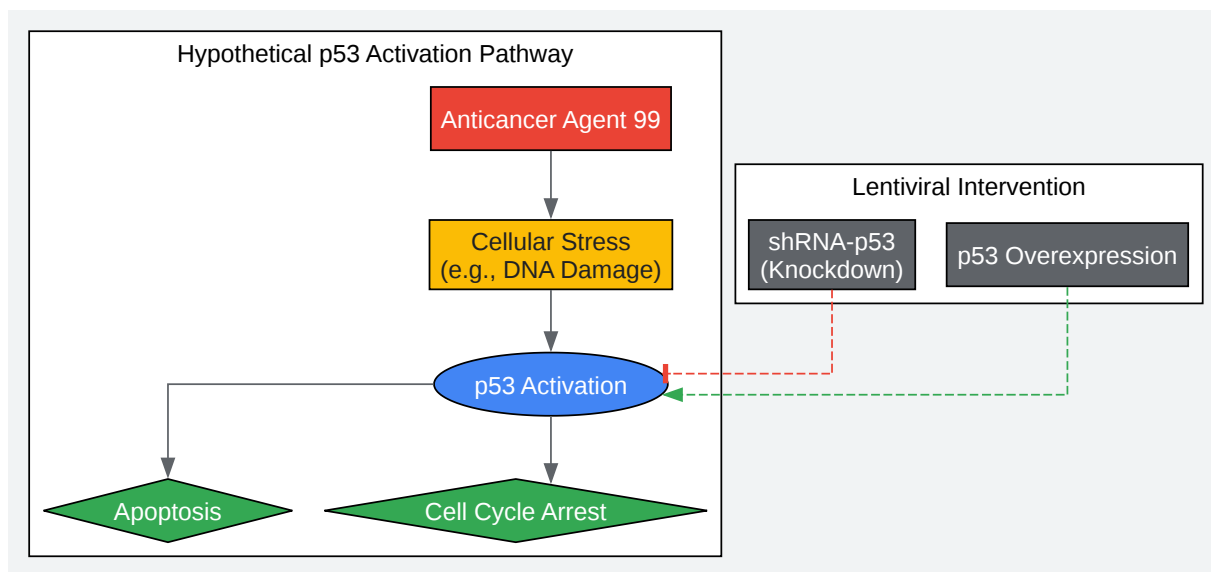 Hypothetical p53 Activation Pathway
Anticancer Agent 99
Cellular Stress
(e.g., DNA Damage)
p53 Activation
Apoptosis
Cell Cycle Arrest
Lentiviral Intervention
shRNA-p53
(Knockdown)
p53 Overexpression